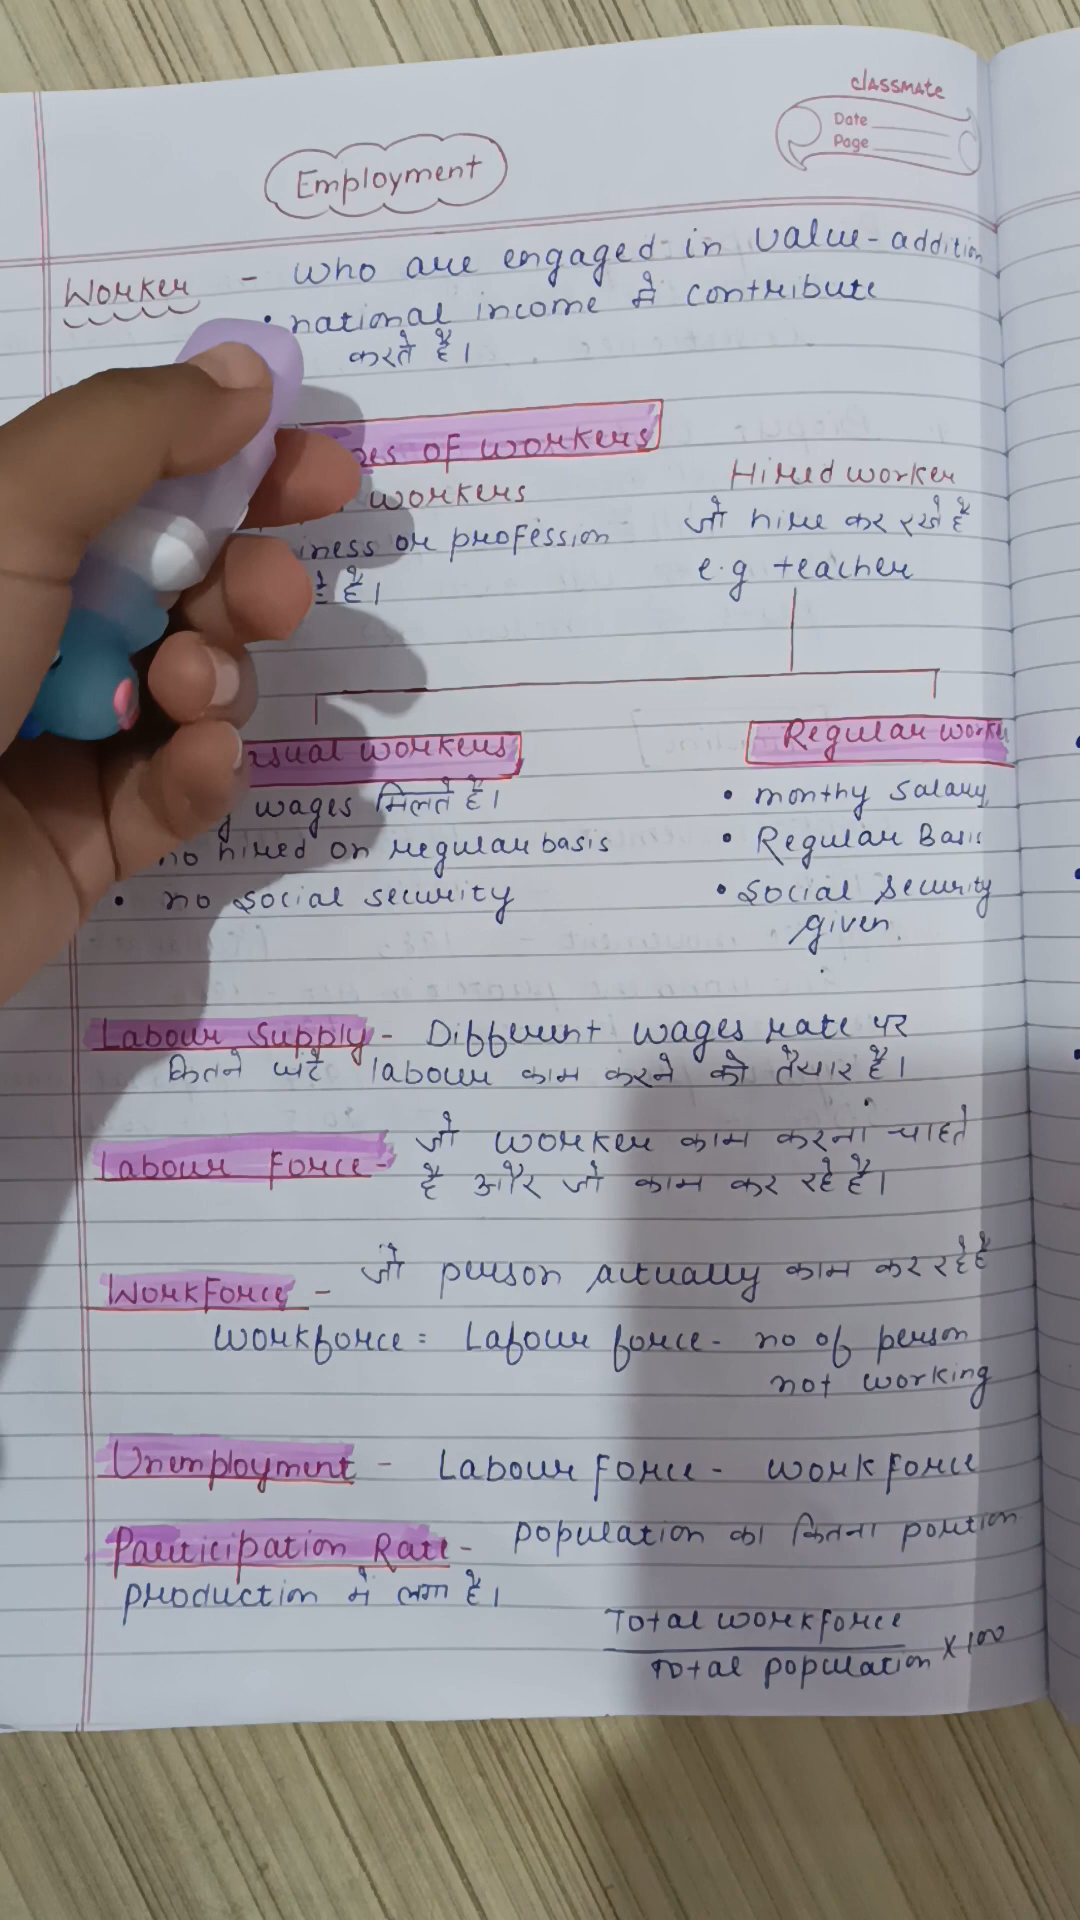 classmate
Date
Page
Employment
Worker - who are engaged in value-addition
• national income में contribute
करते है।
of workers
workers
Hired worker
or profession
जो hire कर रखे है
है।
e.g teacher
workers
Regular
wages मिलते है।
• monthy salary
no hired on regular basis
• Regular Basis
• no social security
• Social Security
given.
Labour Supply - Different wages rate पर
कितने घंटे labour काम करने को तैयार है।
Labour Force - जो worker काम करना चाहते
है और जो काम कर रहे है।
Workforce - जो person actually काम कर रहे है
workforce = Labour force - no of person
not working
Unemployment - Labour Force - workforce
Participation Rate - population का कितना portion
production में लगा है।
Total workforce
Total population × 100